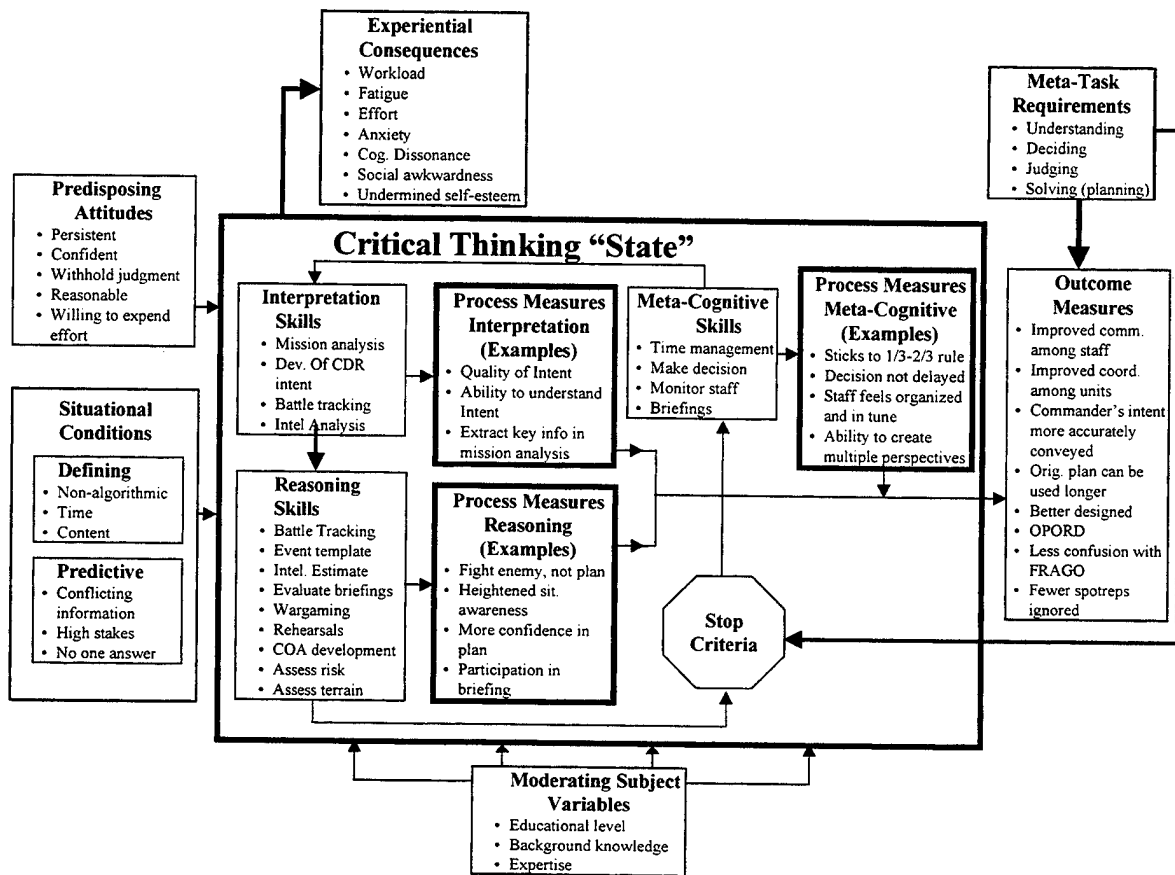 Experiential
Consequences
• Workload
• Fatigue
• Effort
• Anxiety
• Cog. Dissonance
• Social awkwardness
• Undermined self-esteem
Meta-Task
Requirements
• Understanding
• Deciding
• Judging
• Solving (planning)
Predisposing
Attitudes
• Persistent
• Confident
• Withhold judgment
• Reasonable
• Willing to expend
effort
Situational
Conditions
Defining
• Non-algorithmic
• Time
• Content
Predictive
• Conflicting
information
• High stakes
• No one answer
Critical Thinking “State”
Interpretation
Skills
• Mission analysis
• Dev. Of CDR
intent
• Battle tracking
• Intel Analysis
Process Measures
Interpretation
(Examples)
• Quality of Intent
• Ability to understand
Intent
• Extract key info in
mission analysis
Meta-Cognitive
Skills
• Time management
• Make decision
• Monitor staff
• Briefings
Process Measures
Meta-Cognitive
(Examples)
• Sticks to 1/3-2/3 rule
• Decision not delayed
• Staff feels organized
and in tune
• Ability to create
multiple perspectives
Reasoning
Skills
• Battle Tracking
• Event template
• Intel. Estimate
• Evaluate briefings
• Wargaming
• Rehearsals
• COA development
• Assess risk
• Assess terrain
Process Measures
Reasoning
(Examples)
• Fight enemy, not plan
• Heightened sit.
awareness
• More confidence in
plan
• Participation in
briefing
Stop
Criteria
Outcome
Measures
• Improved comm.
among staff
• Improved coord.
among units
• Commander’s intent
more accurately
conveyed
• Orig. plan can be
used longer
• Better designed
• OPORD
• Less confusion with
FRAGO
• Fewer spotreps
ignored
Moderating Subject
Variables
• Educational level
• Background knowledge
• Expertise